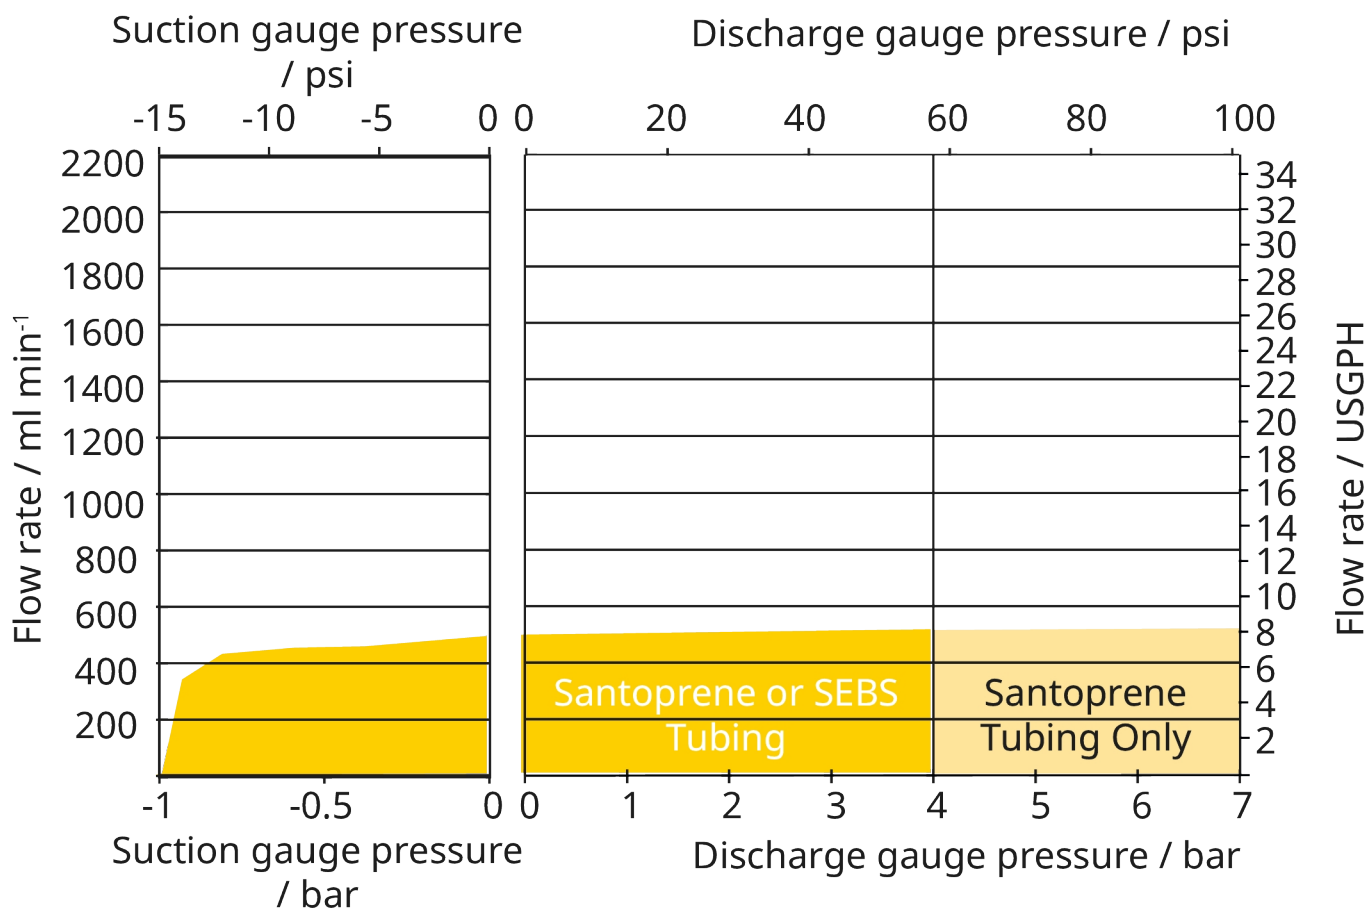 Suction gauge pressure
/ psi
Discharge gauge pressure / psi
-15 -10 -5 0 0 20 40 60 80 100
2200
2000
1800
1600
1400
1200
1000
800
600
400
200
Flow rate / ml min-1
34
32
30
28
26
24
22
20
18
16
14
12
10
8
6
4
2
Flow rate / USGPH
Santoprene or SEBS
Tubing
Santoprene
Tubing Only
-1 -0.5 0 0 1 2 3 4 5 6 7
Suction gauge pressure
/ bar
Discharge gauge pressure / bar